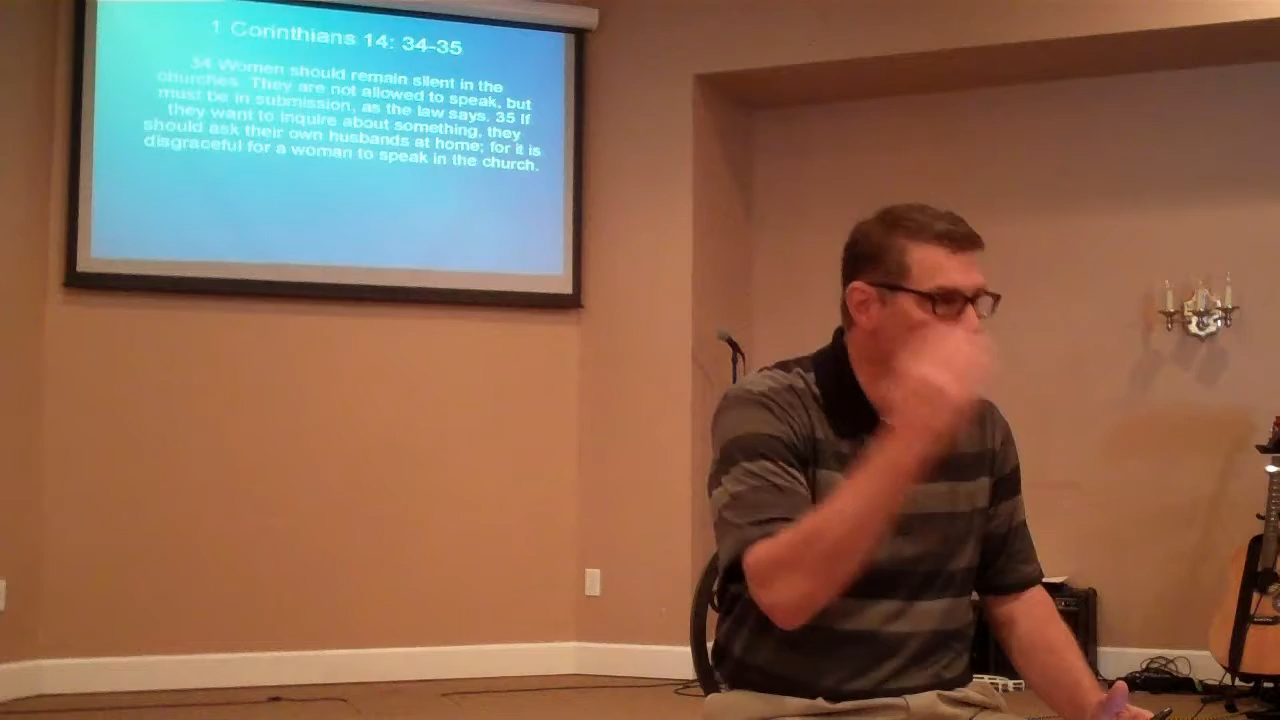 1 Corinthians 14: 34-35
34 Women should remain silent in the
churches. They are not allowed to speak, but
must be in submission, as the law says. 35 If
they want to inquire about something, they
should ask their own husbands at home; for it is
disgraceful for a woman to speak in the church.